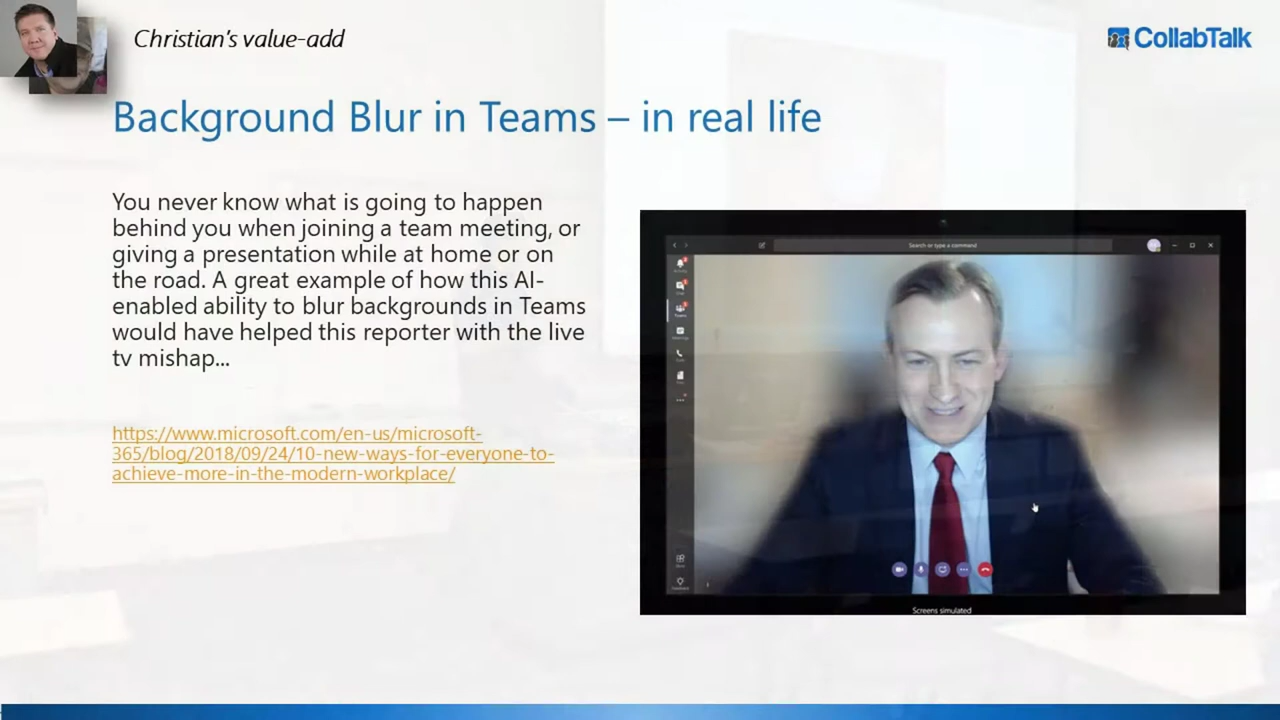 Christian's value-add
CollabTalk
Background Blur in Teams – in real life
You never know what is going to happen
behind you when joining a team meeting, or
giving a presentation while at home or on
the road. A great example of how this AI-
enabled ability to blur backgrounds in Teams
would have helped this reporter with the live
tv mishap...
https://www.microsoft.com/en-us/microsoft-
365/blog/2018/09/24/10-new-ways-for-everyone-to-
achieve-more-in-the-modern-workplace/
Search or type a command
Activity
Chat
Teams
Meetings
Screens simulated